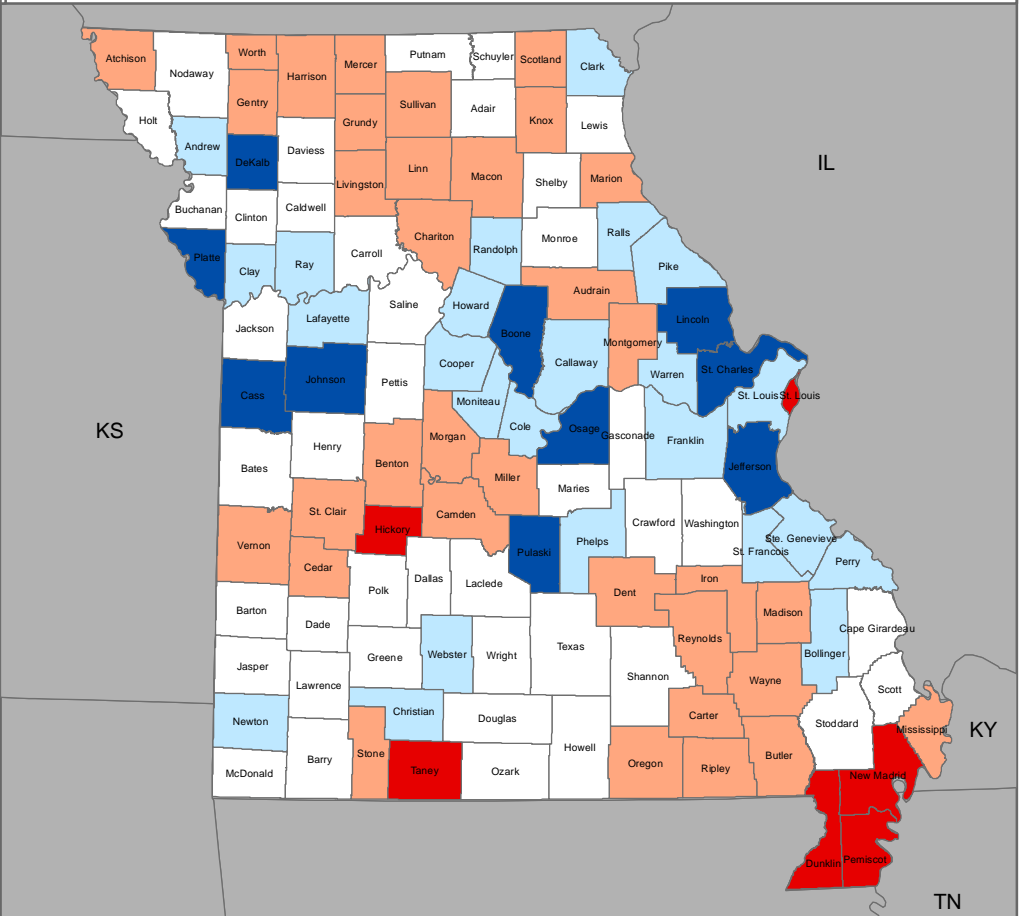 Atchison
Nodaway
Worth
Harrison
Mercer
Putnam
Schuyler
Scotland
Clark
Gentry
Sullivan
Adair
Knox
Lewis
Holt
Grundy
Andrew
DeKalb
Daviess
Linn
Macon
Shelby
Marion
IL
Livingston
Buchanan
Clinton
Caldwell
Chariton
Randolph
Monroe
Ralls
Platte
Clay
Ray
Carroll
Pike
Audrain
Saline
Howard
Jackson
Lafayette
Boone
Lincoln
Montgomery
Cooper
Callaway
Warren
St. Charles
Cass
Johnson
Pettis
St. Louis
St. Louis
Moniteau
Cole
Osage
Gasconade
Franklin
KS
Morgan
Henry
Benton
Bates
Miller
Jefferson
Maries
St. Clair
Camden
Crawford
Washington
Hickory
Vernon
Pulaski
Phelps
Ste. Genevieve
St. Francois
Perry
Cedar
Polk
Dallas
Laclede
Dent
Iron
Barton
Dade
Madison
Cape Girardeau
Reynolds
Texas
Greene
Webster
Wright
Bollinger
Jasper
Lawrence
Shannon
Wayne
Scott
Newton
Christian
Douglas
Carter
Stoddard
Mississippi
KY
Howell
Stone
Barry
Butler
McDonald
Taney
Ozark
Oregon
Ripley
New Madrid
Dunklin
Pemiscot
TN